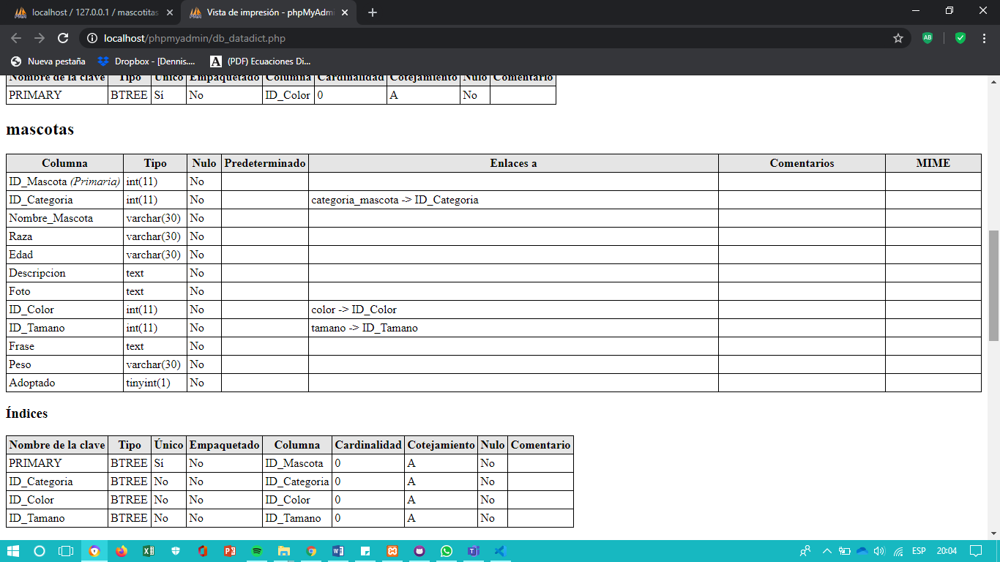 localhost / 127.0.0.1 / mascotitas
Vista de impresión - phpMyAdmi
localhost/phpmyadmin/db_datadict.php
AB
Nueva pestaña
Dropbox - [Dennis....
A (PDF) Ecuaciones Di...
Nombre de la clave Tipo Único Empaquetado Columna Cardinalidad Cotejamiento Nulo Comentario
PRIMARY BTREE Sí No ID_Color 0 A No
mascotas
Columna Tipo Nulo Predeterminado Enlaces a Comentarios MIME
ID_Mascota (Primaria) int(11) No
ID_Categoria int(11) No categoria_mascota -> ID_Categoria
Nombre_Mascota varchar(30) No
Raza varchar(30) No
Edad varchar(30) No
Descripcion text No
Foto text No
ID_Color int(11) No color -> ID_Color
ID_Tamano int(11) No tamano -> ID_Tamano
Frase text No
Peso varchar(30) No
Adoptado tinyint(1) No
Índices
Nombre de la clave Tipo Único Empaquetado Columna Cardinalidad Cotejamiento Nulo Comentario
PRIMARY BTREE Sí No ID_Mascota 0 A No
ID_Categoria BTREE No No ID_Categoria 0 A No
ID_Color BTREE No No ID_Color 0 A No
ID_Tamano BTREE No No ID_Tamano 0 A No
ESP 20:04